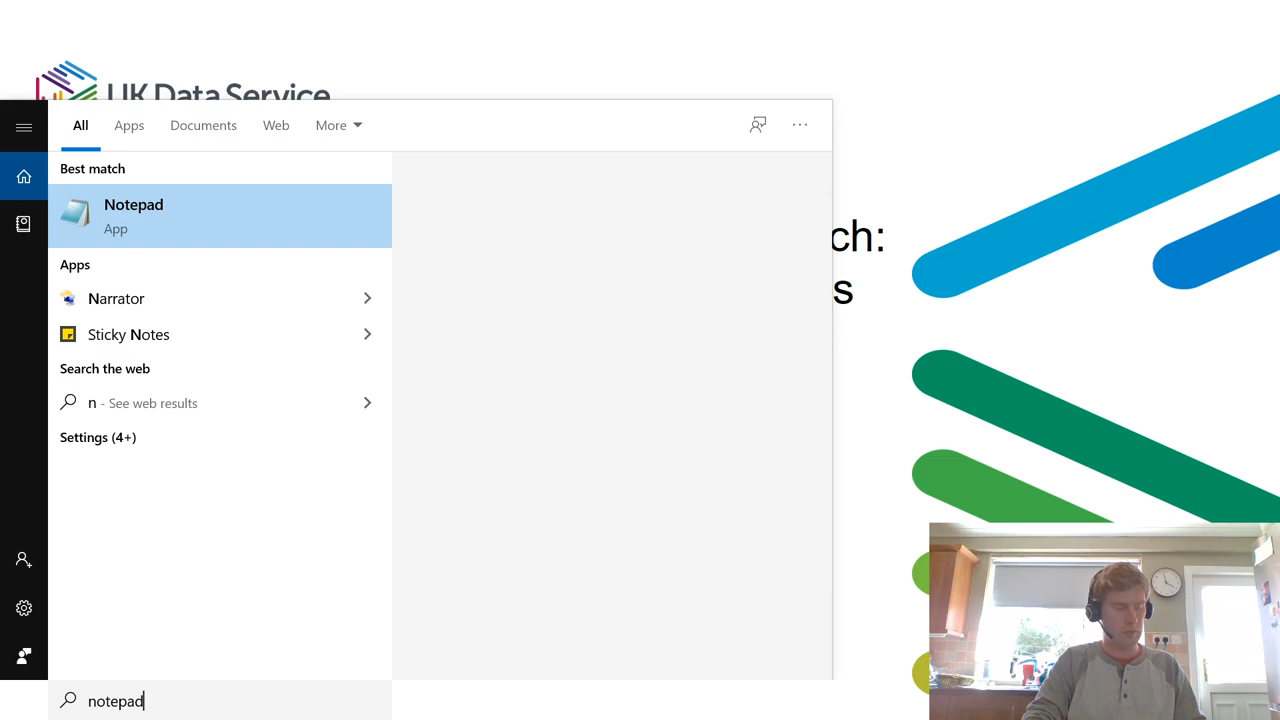 UK Data Service
All Apps Documents Web More
Best match
Notepad
App
ch:
s
Apps
Narrator
Sticky Notes
Search the web
n - See web results
Settings (4+)
notepad